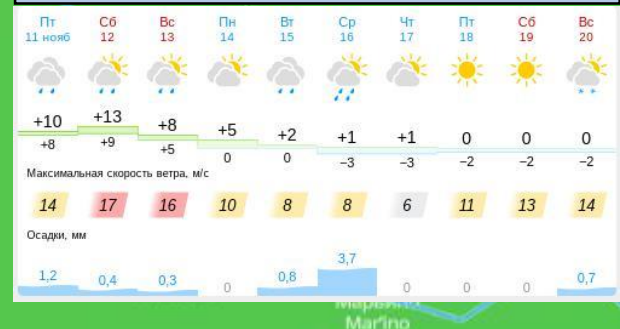 Пт Сб Вс Пн Вт Ср Чт Пт Сб Вс
11 нояб 12 13 14 15 16 17 18 19 20
+10 +13 +8 +5 +2 +1 +1 0 0 0
+8 +9 +5 0 0 −3 −3 −2 −2 −2
Максимальная скорость ветра, м/с
14 17 16 10 8 8 6 11 13 14
Осадки, мм
1,2 0,4 0,3 0 0,8 3,7 0 0 0 0,7
Mar'ino